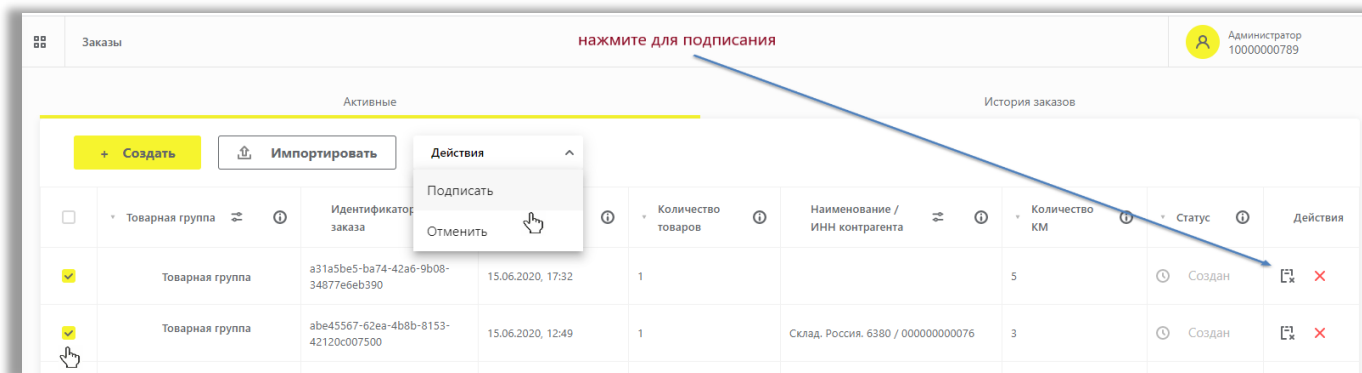 Заказы
нажмите для подписания
Администратор
10000000789
Активные
История заказов
+ Создать
Импортировать
Действия
Подписать
Отменить
Товарная группа
Идентификатор
заказа
Количество
товаров
Наименование /
ИНН контрагента
Количество
КМ
Статус
Действия
Товарная группа
a31a5be5-ba74-42a6-9b08-
34877e6eb390
15.06.2020, 17:32
1
5
Создан
Товарная группа
abe45567-62ea-4b8b-8153-
42120c007500
15.06.2020, 12:49
1
Склад. Россия. 6380 / 000000000076
3
Создан